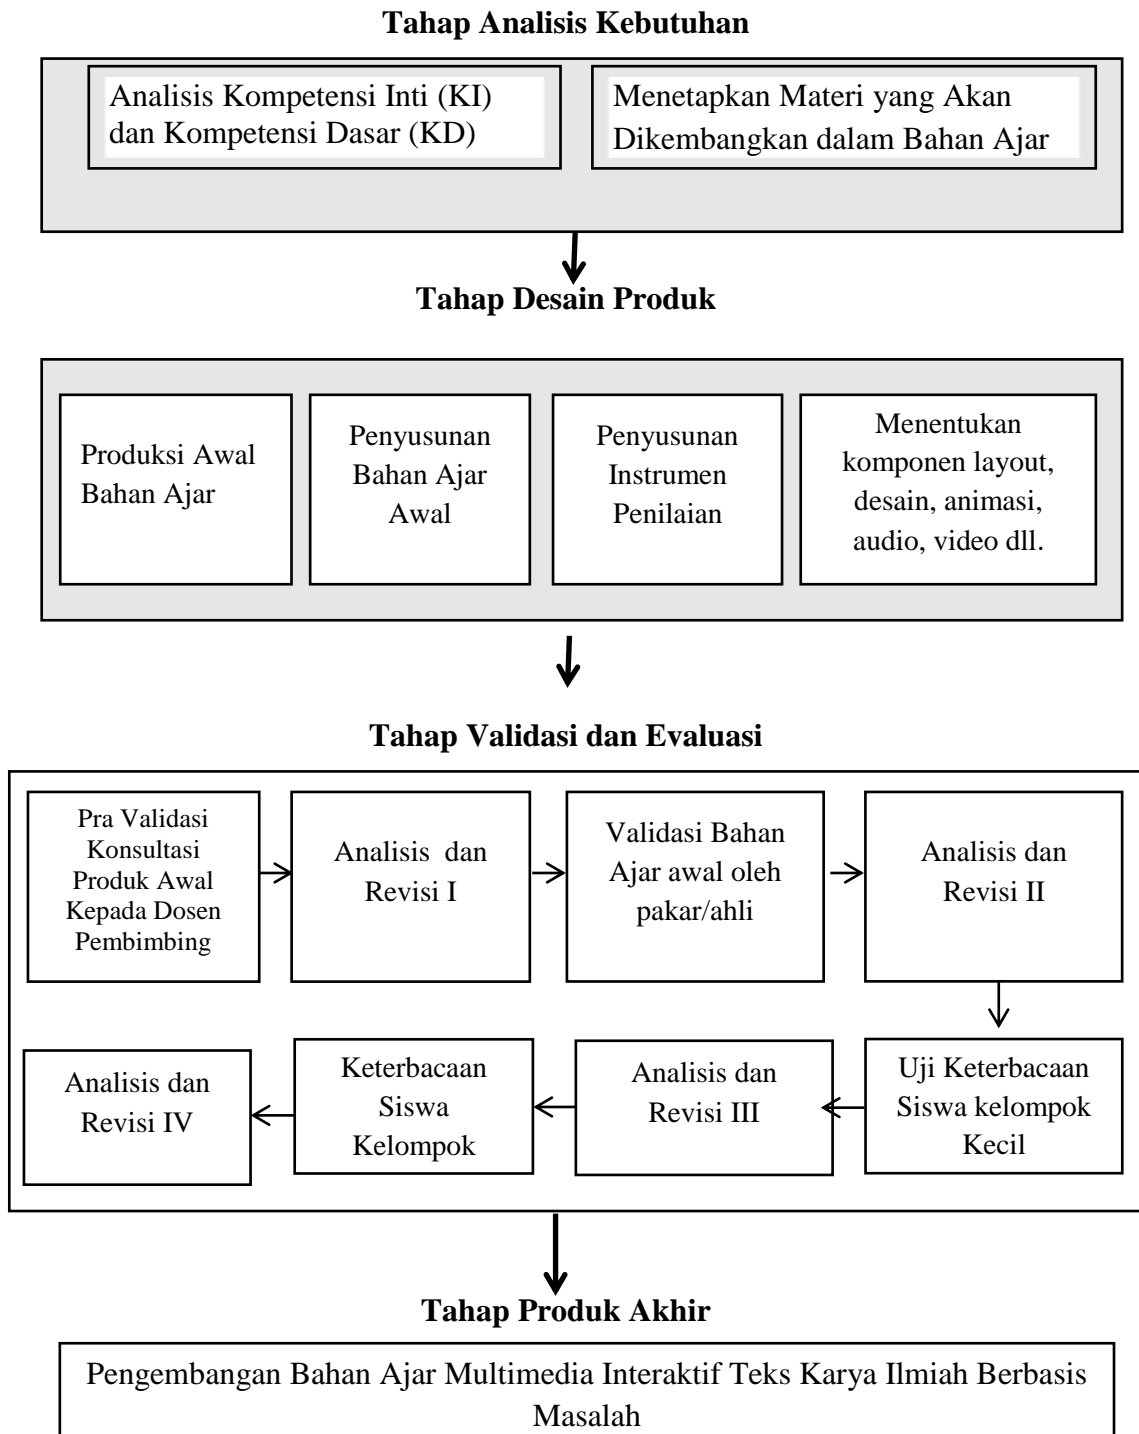 Tahap Analisis Kebutuhan
Analisis Kompetensi Inti (KI)
dan Kompetensi Dasar (KD)
Menetapkan Materi yang Akan
Dikembangkan dalam Bahan Ajar
Tahap Desain Produk
Produksi Awal
Bahan Ajar
Penyusunan
Bahan Ajar
Awal
Penyusunan
Instrumen
Penilaian
Menentukan
komponen layout,
desain, animasi,
audio, video dll.
Tahap Validasi dan Evaluasi
Pra Validasi
Konsultasi
Produk Awal
Kepada Dosen
Pembimbing
Analisis dan
Revisi I
Validasi Bahan
Ajar awal oleh
pakar/ahli
Analisis dan
Revisi II
Uji Keterbacaan
Siswa kelompok
Kecil
Analisis dan
Revisi III
Keterbacaan
Siswa
Kelompok
Analisis dan
Revisi IV
Tahap Produk Akhir
Pengembangan Bahan Ajar Multimedia Interaktif Teks Karya Ilmiah Berbasis
Masalah